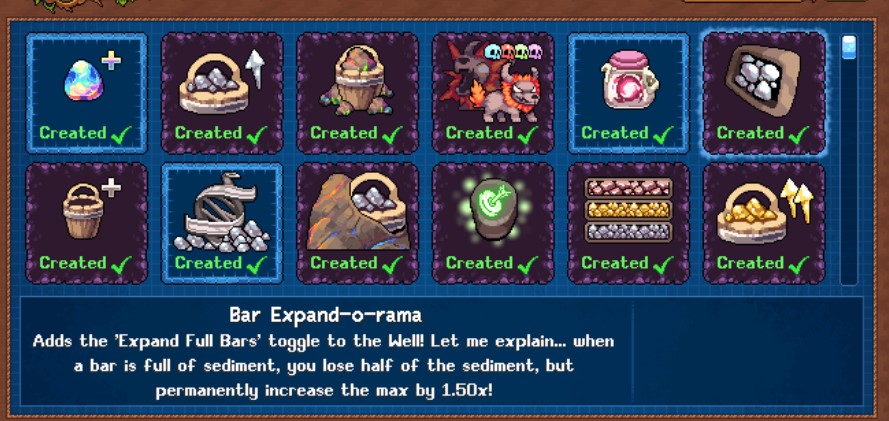 Created
Created
Created
Created
Created
Created
Created
Created
Created
Created
Created
Created
Bar Expand-o-rama
Adds the 'Expand Full Bars' toggle to the Well! Let me explain... when
a bar is full of sediment, you lose half of the sediment, but
permanently increase the max by 1.50x!